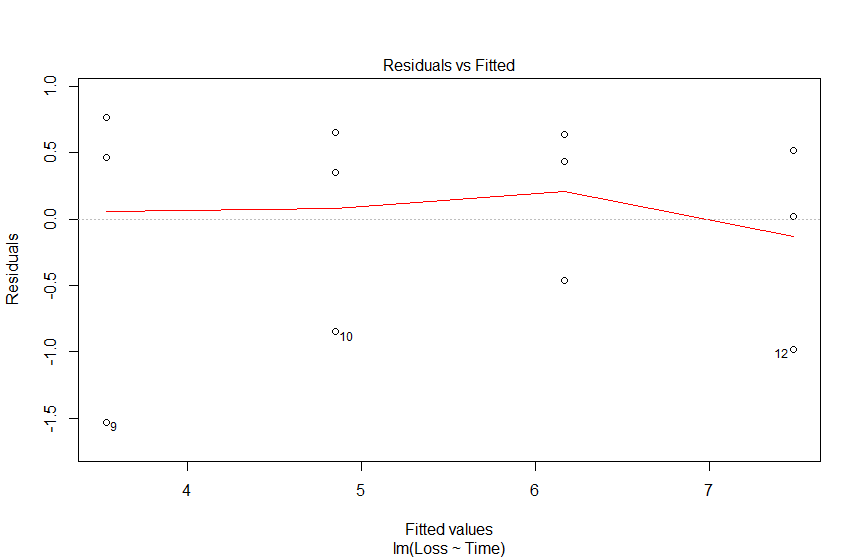 Residuals vs Fitted
1.0
0.5
0.0
-0.5
-1.0
-1.5
Residuals
10
12
9
4 5 6 7
Fitted values
lm(Loss ~ Time)